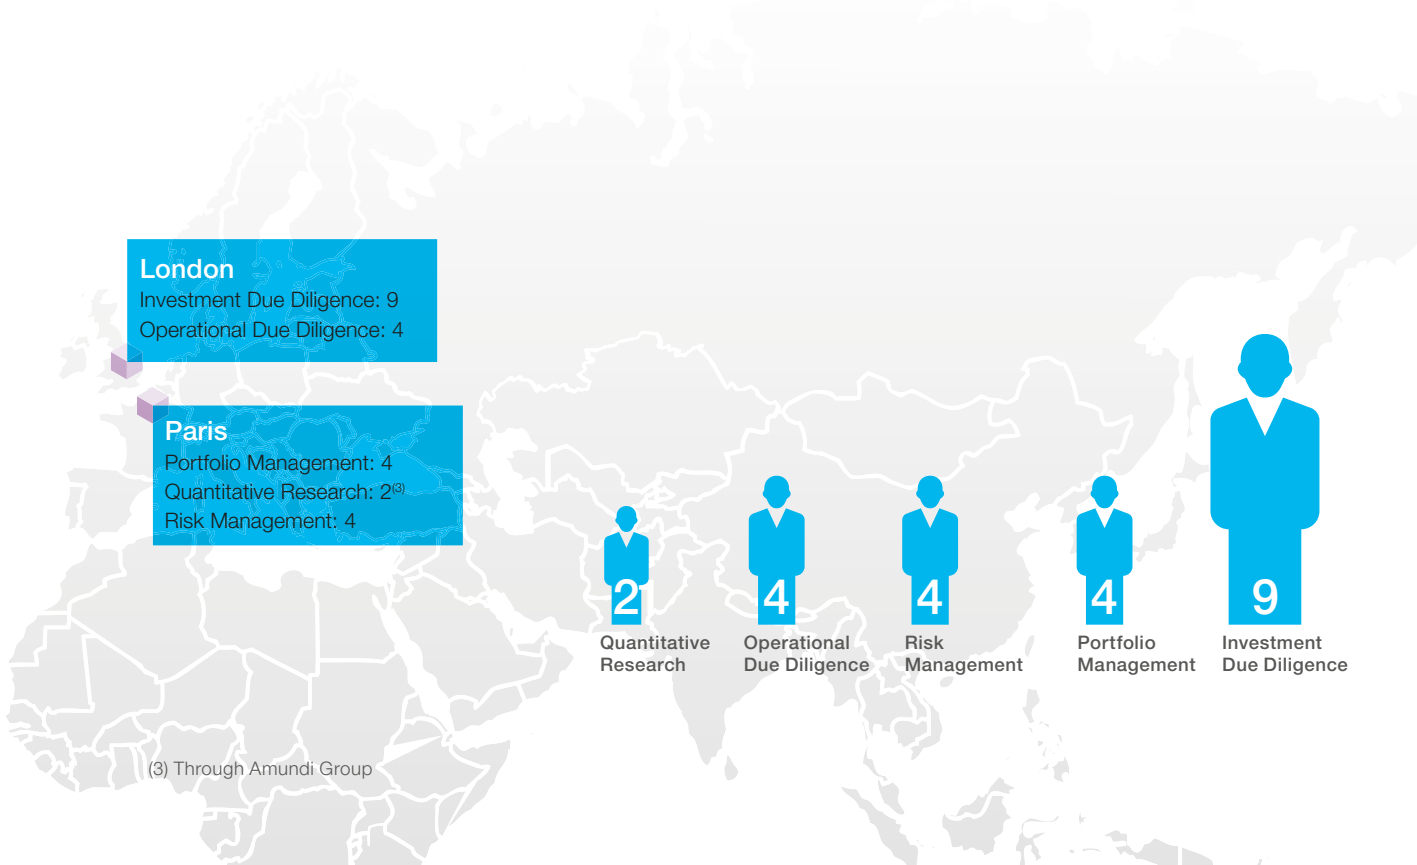 London
Investment Due Diligence: 9
Operational Due Diligence: 4
Paris
Portfolio Management: 4
Quantitative Research: 2(3)
Risk Management: 4
2
Quantitative
Research
4
Operational
Due Diligence
4
Risk
Management
4
Portfolio
Management
9
Investment
Due Diligence
(3) Through Amundi Group